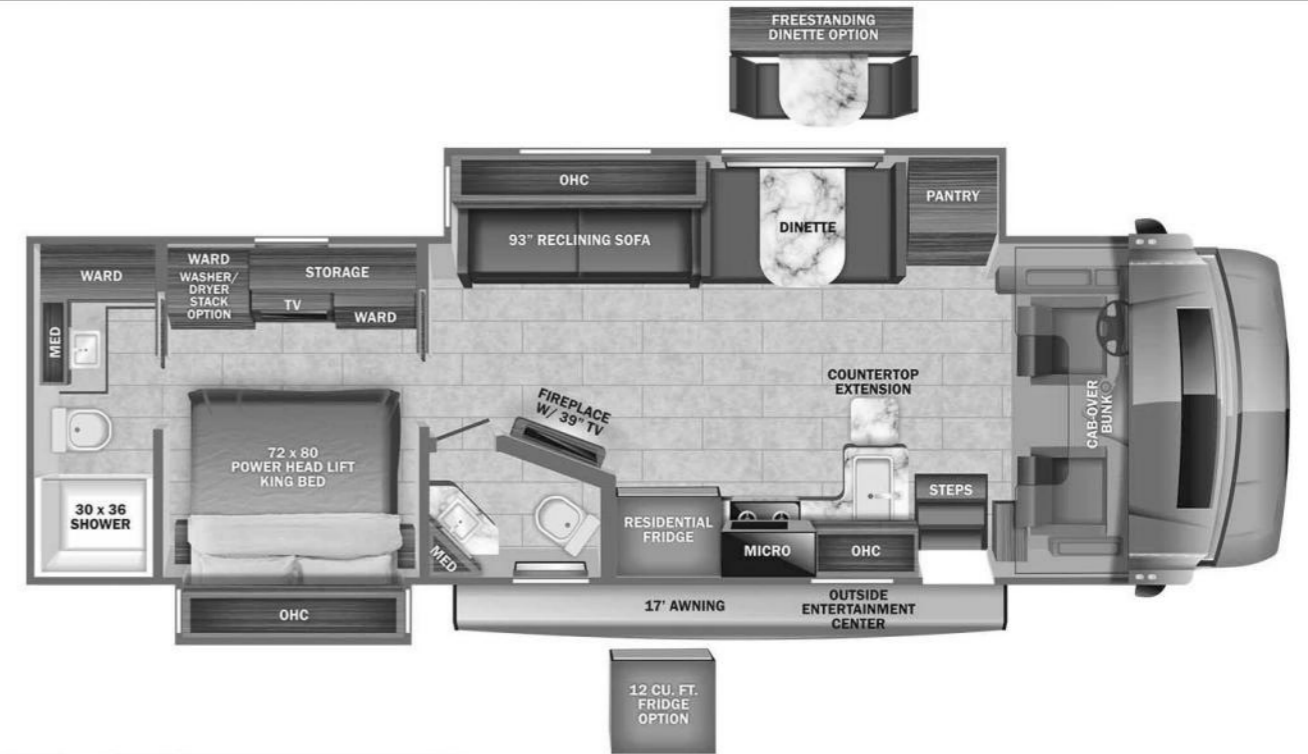 FREESTANDING
DINETTE OPTION
OHC
93" RECLINING SOFA
DINETTE
PANTRY
WARD
WARD
WASHER/
DRYER
STACK
OPTION
STORAGE
TV
WARD
MED
COUNTERTOP
EXTENSION
CAB-OVER
BUNK
FIREPLACE
W/ 39" TV
72 x 80
POWER HEAD LIFT
KING BED
30 x 36
SHOWER
MED
RESIDENTIAL
FRIDGE
MICRO
OHC
STEPS
OHC
17' AWNING
OUTSIDE
ENTERTAINMENT
CENTER
12 CU. FT.
FRIDGE
OPTION